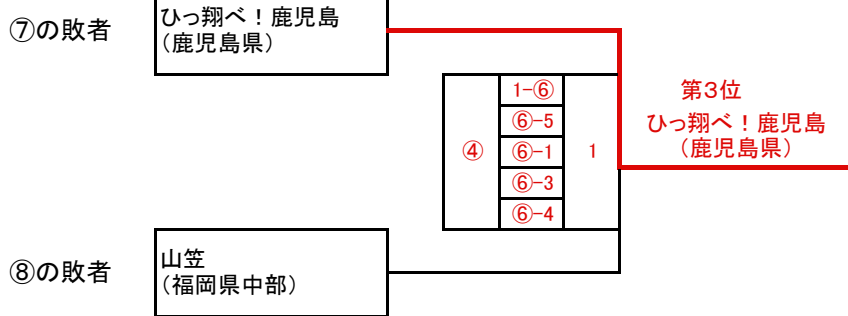 ⑦の敗者
ひっ翔べ！鹿児島
（鹿児島県）
1-⑥
⑥-5
④ ⑥-1 1
⑥-3
⑥-4
第3位
ひっ翔べ！鹿児島
（鹿児島県）
⑧の敗者
山笠
（福岡県中部）